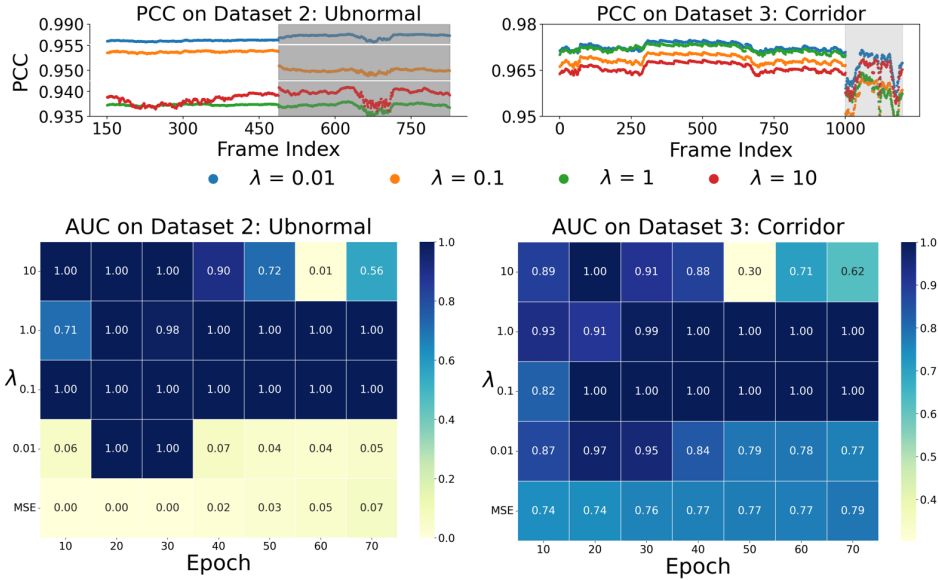 PCC on Dataset 2: Ubnormal
PCC on Dataset 3: Corridor
PCC
0.990
0.955
0.950
0.940
0.935
150 300 450 600 750
Frame Index
0.98
0.965
0.95
0 250 500 750 1000
Frame Index
λ = 0.01 λ = 0.1 λ = 1 λ = 10
AUC on Dataset 2: Ubnormal
λ
10 1.00 1.00 1.00 0.90 0.72 0.01 0.56
1.0 0.71 1.00 0.98 1.00 1.00 1.00 1.00
0.1 1.00 1.00 1.00 1.00 1.00 1.00 1.00
0.01 0.06 1.00 1.00 0.07 0.04 0.04 0.05
MSE 0.00 0.00 0.00 0.02 0.03 0.05 0.07
10 20 30 40 50 60 70
Epoch
1.0
0.8
0.6
0.4
0.2
0.0
AUC on Dataset 3: Corridor
λ
10 0.89 1.00 0.91 0.88 0.30 0.71 0.62
1.0 0.93 0.91 0.99 1.00 1.00 1.00 1.00
0.1 0.82 1.00 1.00 1.00 1.00 1.00 1.00
0.01 0.87 0.97 0.95 0.84 0.79 0.78 0.77
MSE 0.74 0.74 0.76 0.77 0.77 0.77 0.79
10 20 30 40 50 60 70
Epoch
1.0
0.9
0.8
0.7
0.6
0.5
0.4